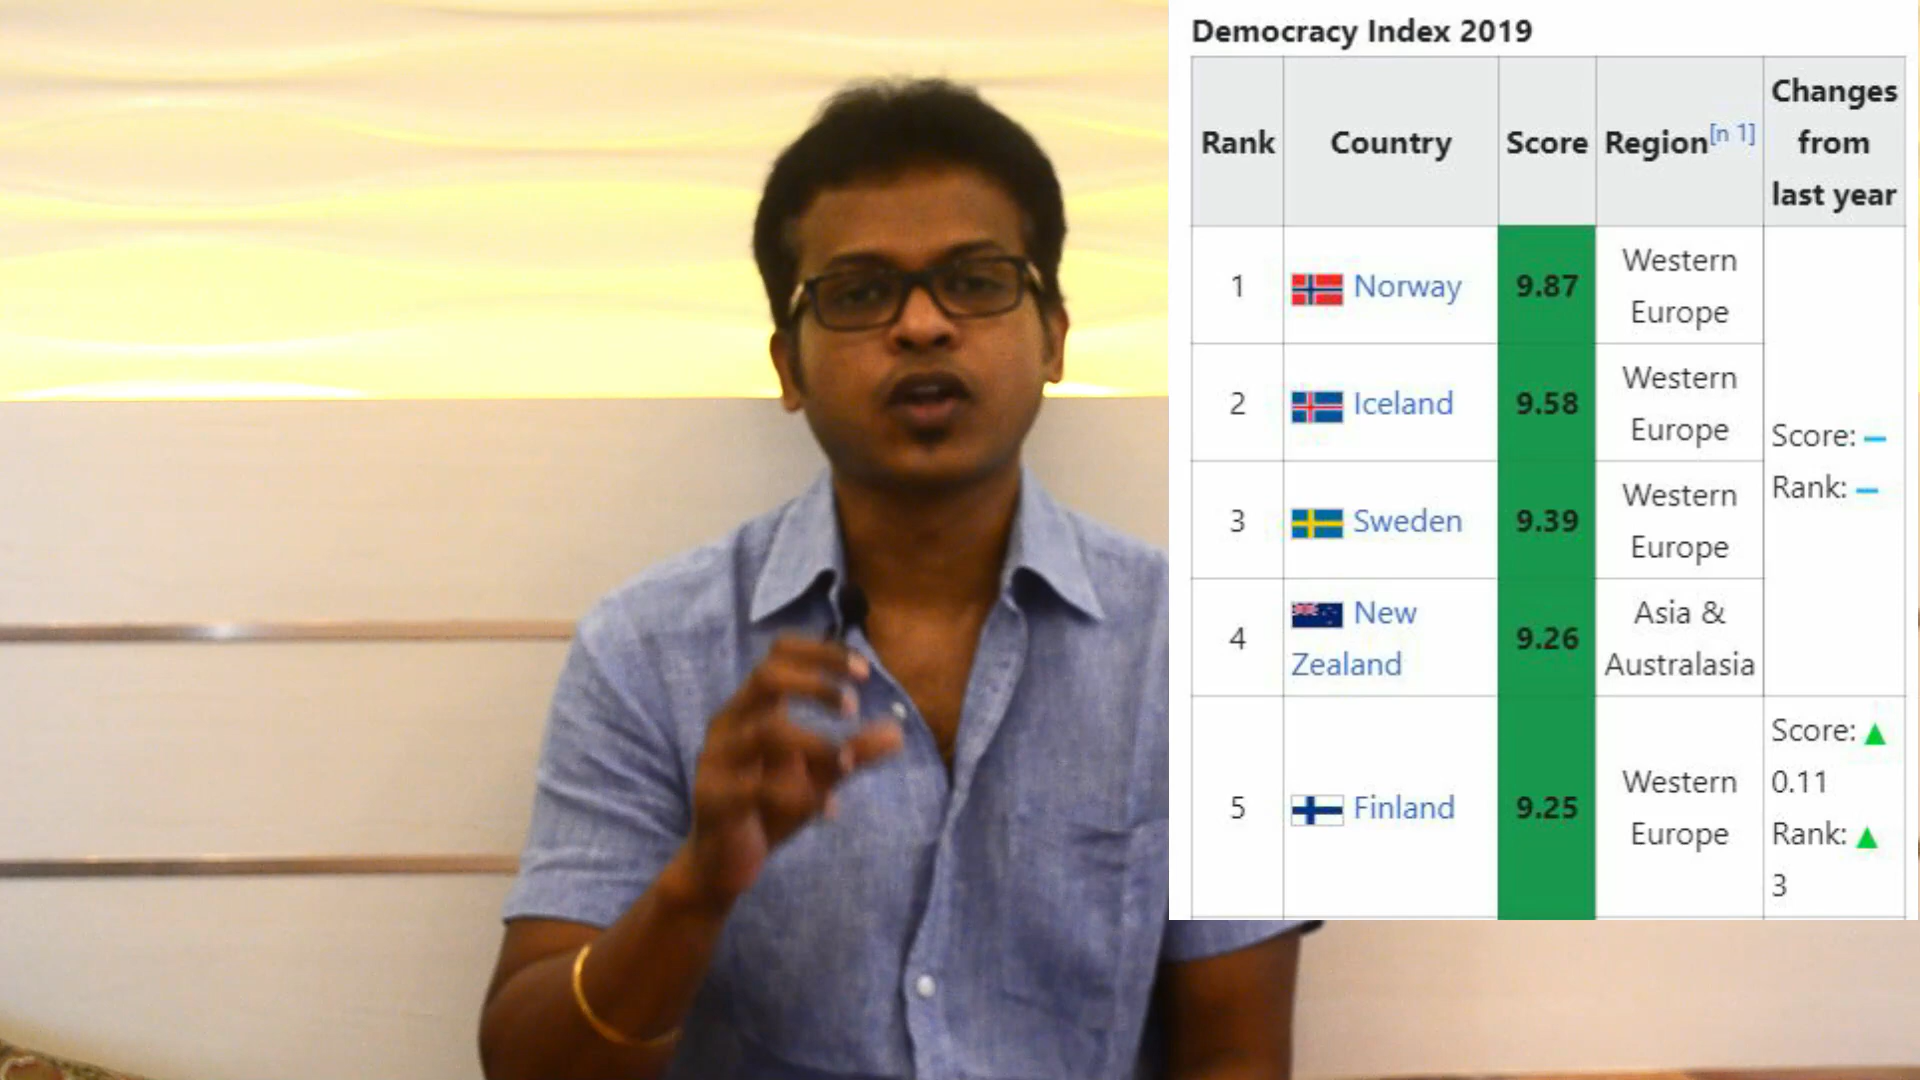 Democracy Index 2019
Rank Country Score Region[n 1] Changes from last year
1 Norway 9.87 Western Europe
2 Iceland 9.58 Western Europe
3 Sweden 9.39 Western Europe
4 New Zealand 9.26 Asia & Australasia
Score:
Rank:
5 Finland 9.25 Western Europe
Score: ▲ 0.11
Rank: ▲ 3